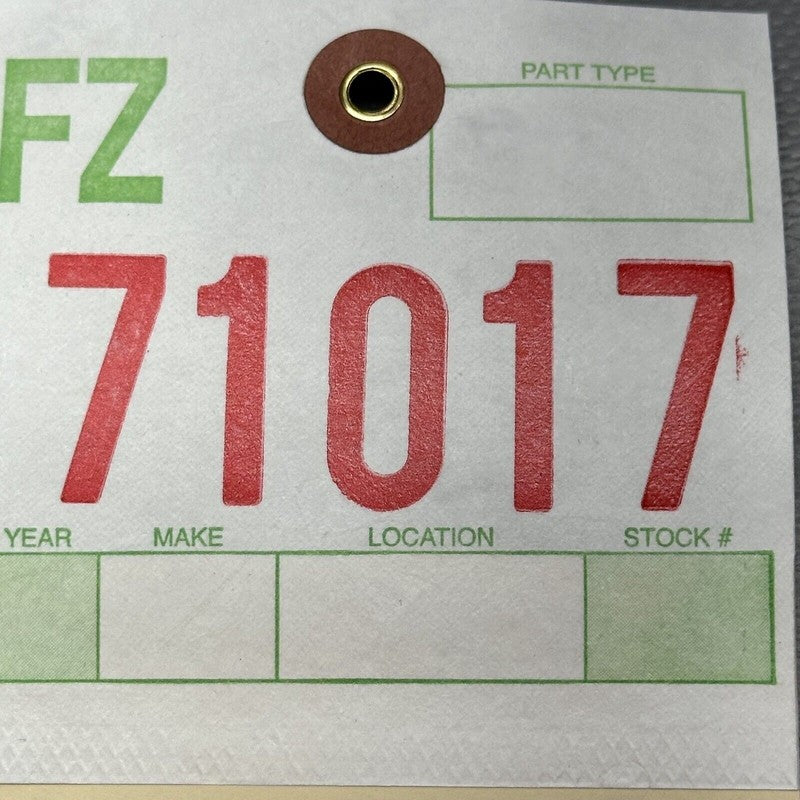 FZ
PART TYPE
71017
YEAR MAKE LOCATION STOCK #